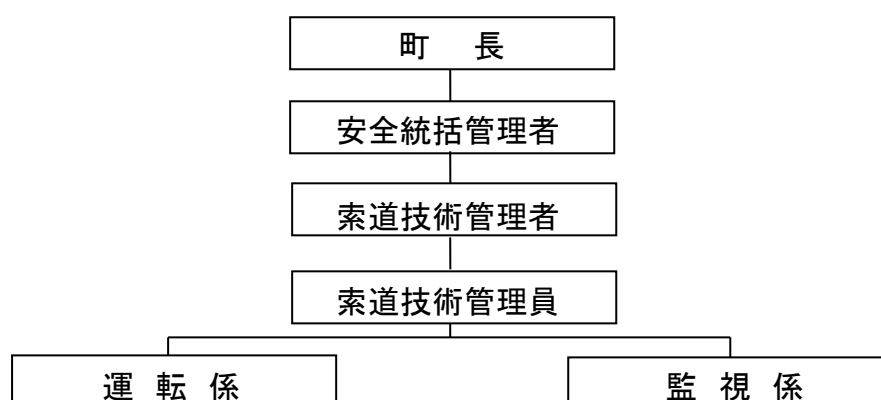 町　長
安全統括管理者
索道技術管理者
索道技術管理員
運 転 係
監 視 係